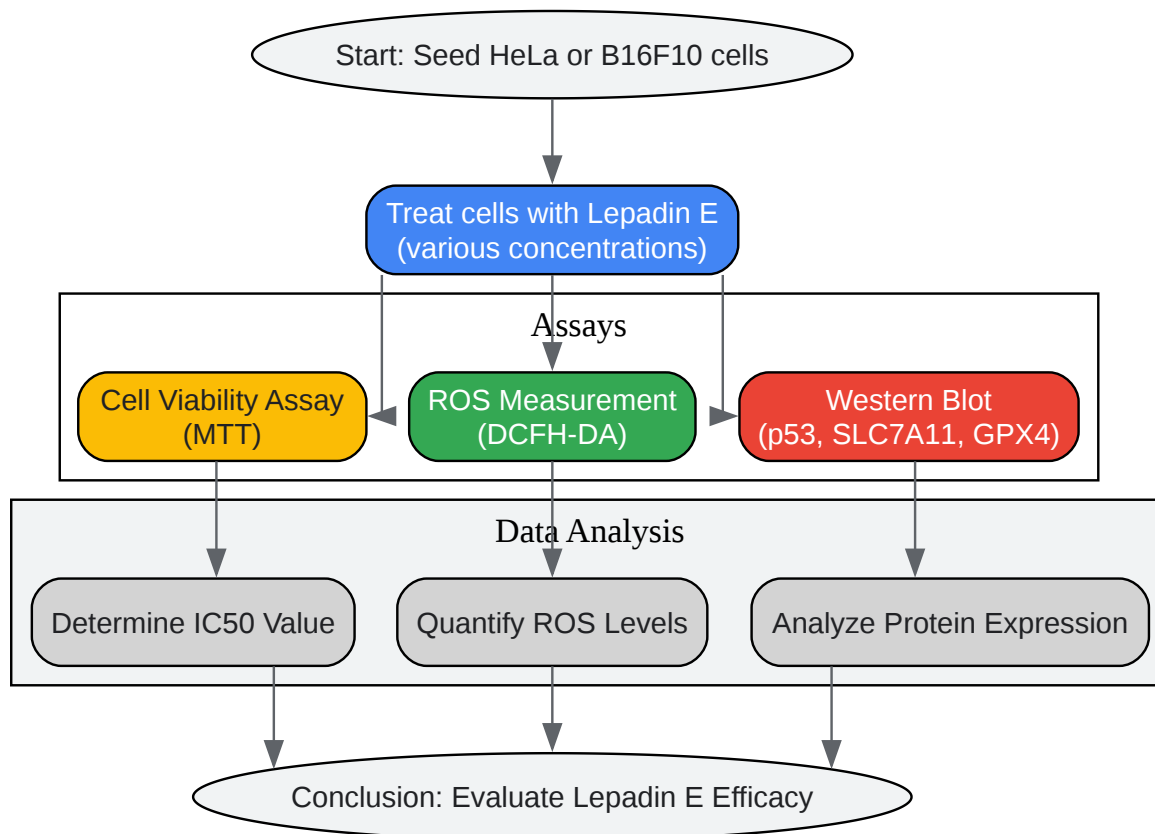 Start: Seed HeLa or B16F10 cells
Treat cells with Lepadin E
(various concentrations)
Assays
Cell Viability Assay
(MTT)
ROS Measurement
(DCFH-DA)
Western Blot
(p53, SLC7A11, GPX4)
Data Analysis
Determine IC50 Value
Quantify ROS Levels
Analyze Protein Expression
Conclusion: Evaluate Lepadin E Efficacy